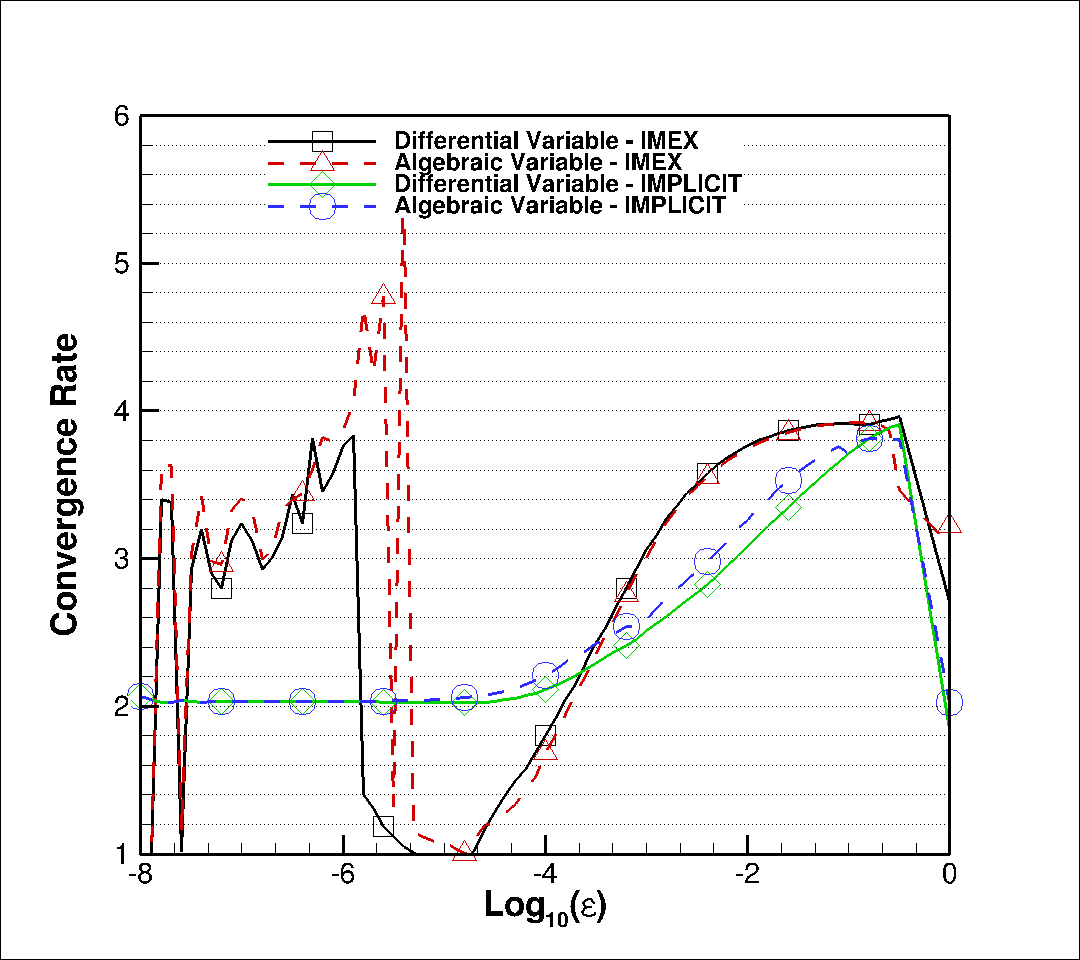 6
5
4
3
2
1
Convergence Rate
Differential Variable - IMEX
Algebraic Variable - IMEX
Differential Variable - IMPLICIT
Algebraic Variable - IMPLICIT
-8 -6 -4 -2 0
Log10(ε)